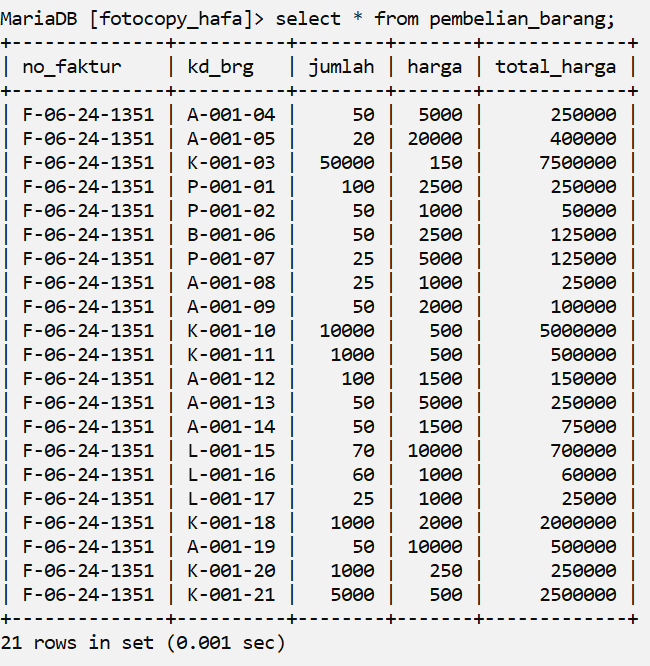 MariaDB [fotocopy_hafa]> select * from pembelian_barang;
+--------------+----------+--------+-------+-------------+
| no_faktur    | kd_brg   | jumlah | harga | total_harga |
+--------------+----------+--------+-------+-------------+
| F-06-24-1351 | A-001-04 |     50 |  5000 |      250000 |
| F-06-24-1351 | A-001-05 |     20 | 20000 |      400000 |
| F-06-24-1351 | K-001-03 |  50000 |   150 |     7500000 |
| F-06-24-1351 | P-001-01 |    100 |  2500 |      250000 |
| F-06-24-1351 | P-001-02 |     50 |  1000 |       50000 |
| F-06-24-1351 | B-001-06 |     50 |  2500 |      125000 |
| F-06-24-1351 | P-001-07 |     25 |  5000 |      125000 |
| F-06-24-1351 | A-001-08 |     25 |  1000 |       25000 |
| F-06-24-1351 | A-001-09 |     50 |  2000 |      100000 |
| F-06-24-1351 | K-001-10 |  10000 |   500 |     5000000 |
| F-06-24-1351 | K-001-11 |   1000 |   500 |      500000 |
| F-06-24-1351 | A-001-12 |    100 |  1500 |      150000 |
| F-06-24-1351 | A-001-13 |     50 |  5000 |      250000 |
| F-06-24-1351 | A-001-14 |     50 |  1500 |       75000 |
| F-06-24-1351 | L-001-15 |     70 | 10000 |      700000 |
| F-06-24-1351 | L-001-16 |     60 |  1000 |       60000 |
| F-06-24-1351 | L-001-17 |     25 |  1000 |       25000 |
| F-06-24-1351 | K-001-18 |   1000 |  2000 |     2000000 |
| F-06-24-1351 | A-001-19 |     50 | 10000 |      500000 |
| F-06-24-1351 | K-001-20 |   1000 |   250 |      250000 |
| F-06-24-1351 | K-001-21 |   5000 |   500 |     2500000 |
+--------------+----------+--------+-------+-------------+
21 rows in set (0.001 sec)